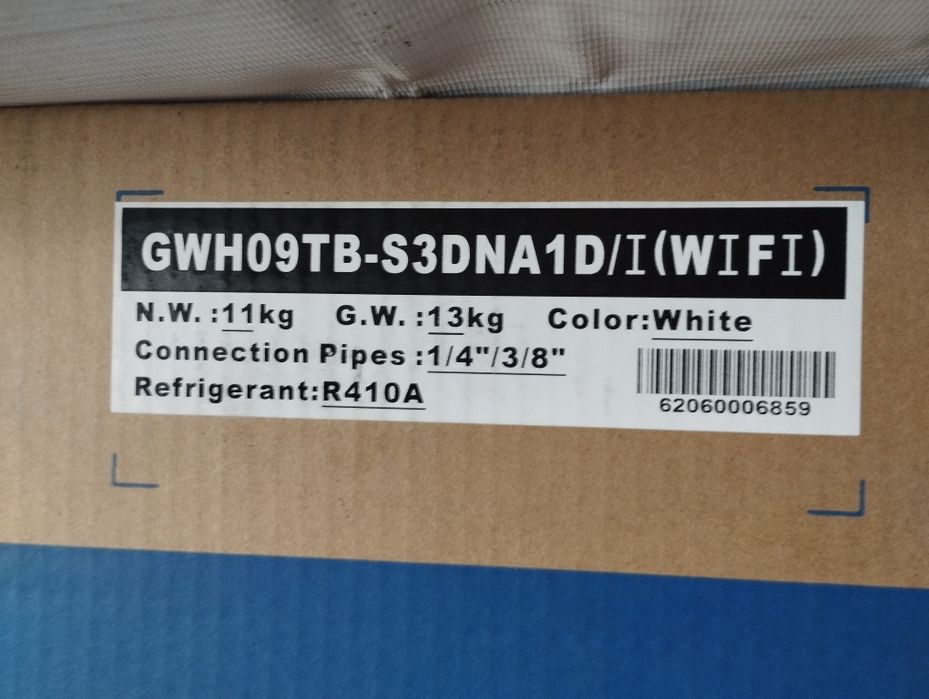 GWH09TB-S3DNA1D/I(WIFI)
N.W. :11kg G.W. :13kg Color:White
Connection Pipes :1/4"/3/8"
Refrigerant:R410A
62060006859